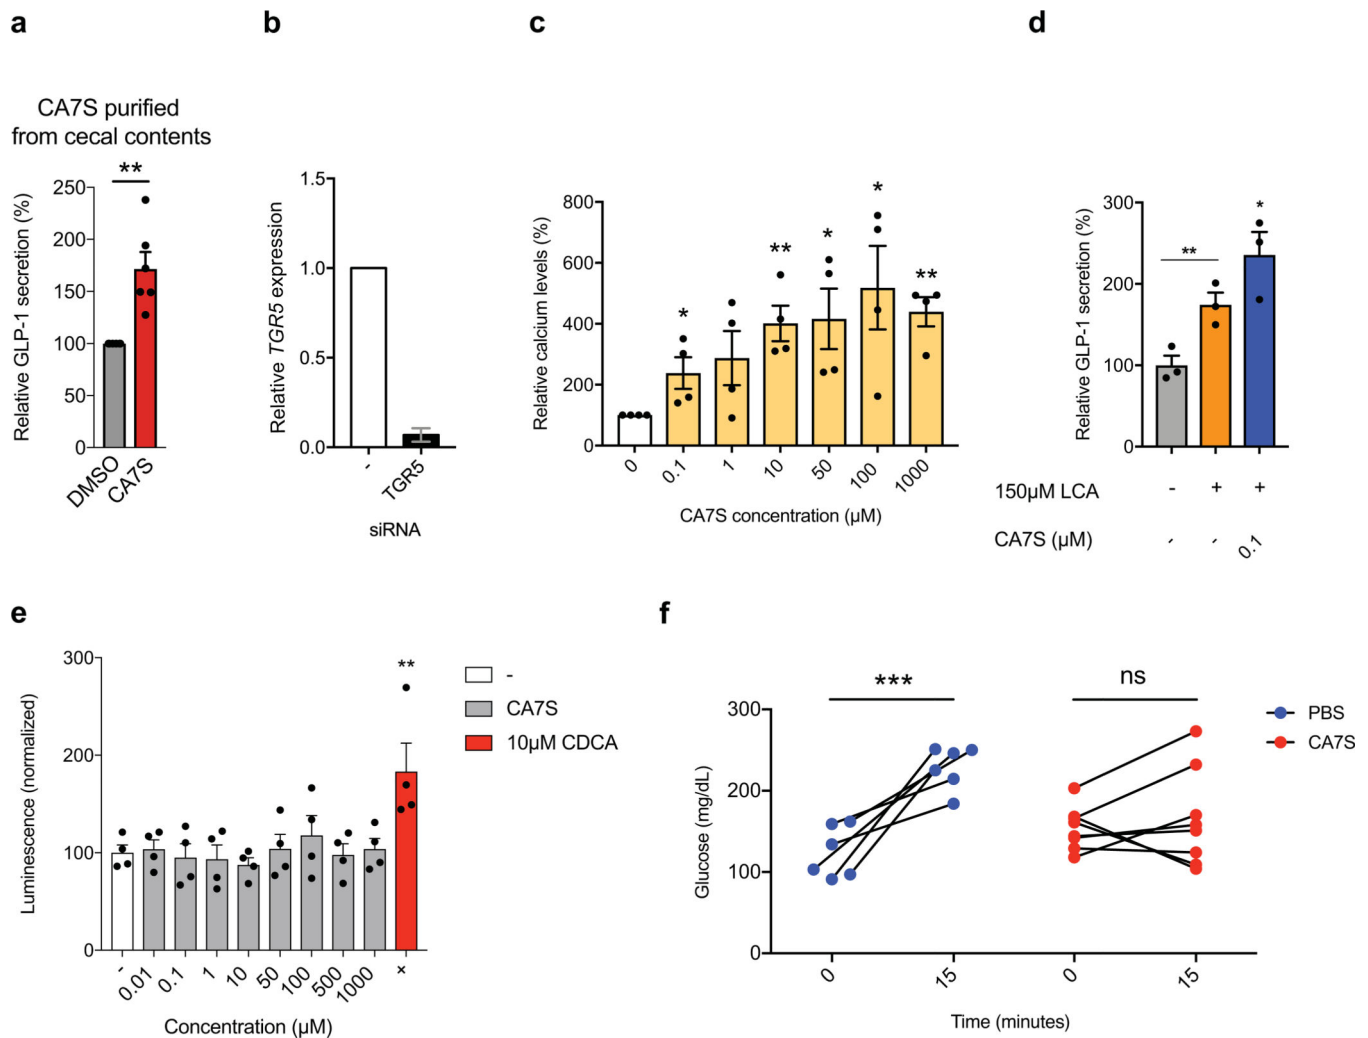 a
CA7S purified
from cecal contents
**
Relative GLP-1 secretion (%)
250
200
150
100
50
0
DMSO
CA7S
b
Relative TGR5 expression
1.5
1.0
0.5
0.0
-
TGR5
siRNA
c
Relative calcium levels (%)
800
600
400
200
0
*
**
*
*
**
0
0.1
1
10
50
100
1000
CA7S concentration (µM)
d
Relative GLP-1 secretion (%)
300
200
100
0
**
*
150µM LCA
-
+
+
CA7S (µM)
-
-
0.1
e
Luminescence (normalized)
300
200
100
0
**
-
0.01
0.1
1
10
50
100
500
1000
+
Concentration (µM)
-
CA7S
10µM CDCA
f
Glucose (mg/dL)
300
200
100
0
***
ns
0
15
0
15
Time (minutes)
PBS
CA7S